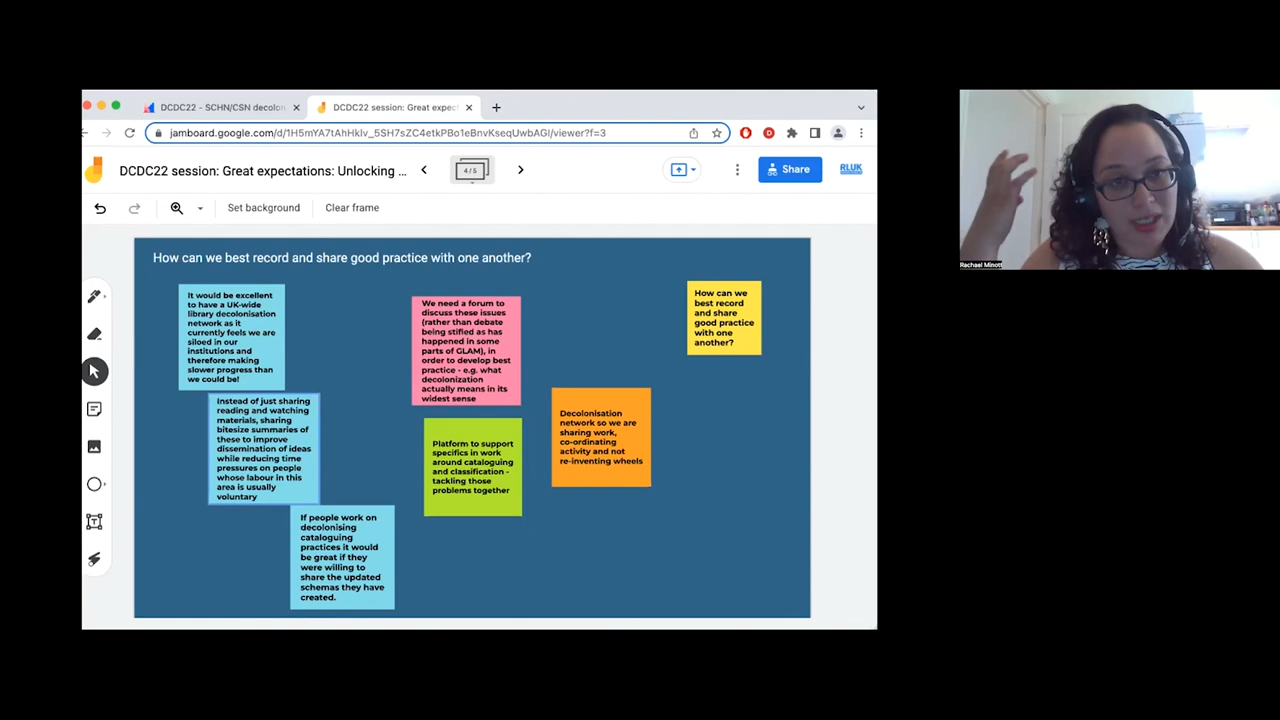 DCDC22 - SCHN/CSN decolon
DCDC22 session: Great expect
jamboard.google.com/d/1H5mYA7tAhHklv_5SH7sZC4etkPBo1eBnvKseqUwbAGI/viewer?f=3
DCDC22 session: Great expectations: Unlocking ...
4 / 5
Share
RLUK
Set background
Clear frame
How can we best record and share good practice with one another?
It would be excellent
to have a UK-wide
library decolonisation
network as it
currently feels we are
siloed in our
institutions and
therefore making
slower progress than
we could be!
Instead of just sharing
reading and watching
materials, sharing
bitesize summaries of
these to improve
dissemination of ideas
while reducing time
pressures on people
whose labour in this
area is usually
voluntary
If people work on
decolonising
cataloguing
practices it would
be great if they
were willing to
share the updated
schemas they have
created.
We need a forum to
discuss these issues
(rather than debate
being stifled as has
happened in some
parts of GLAM), in
order to develop best
practice - e.g. what
decolonization
actually means in its
widest sense
Platform to support
specifics in work
around cataloguing
and classification -
tackling those
problems together
Decolonisation
network so we are
sharing work,
co-ordinating
activity and not
re-inventing wheels
How can we
best record
and share
good practice
with one
another?
Rachael Minott